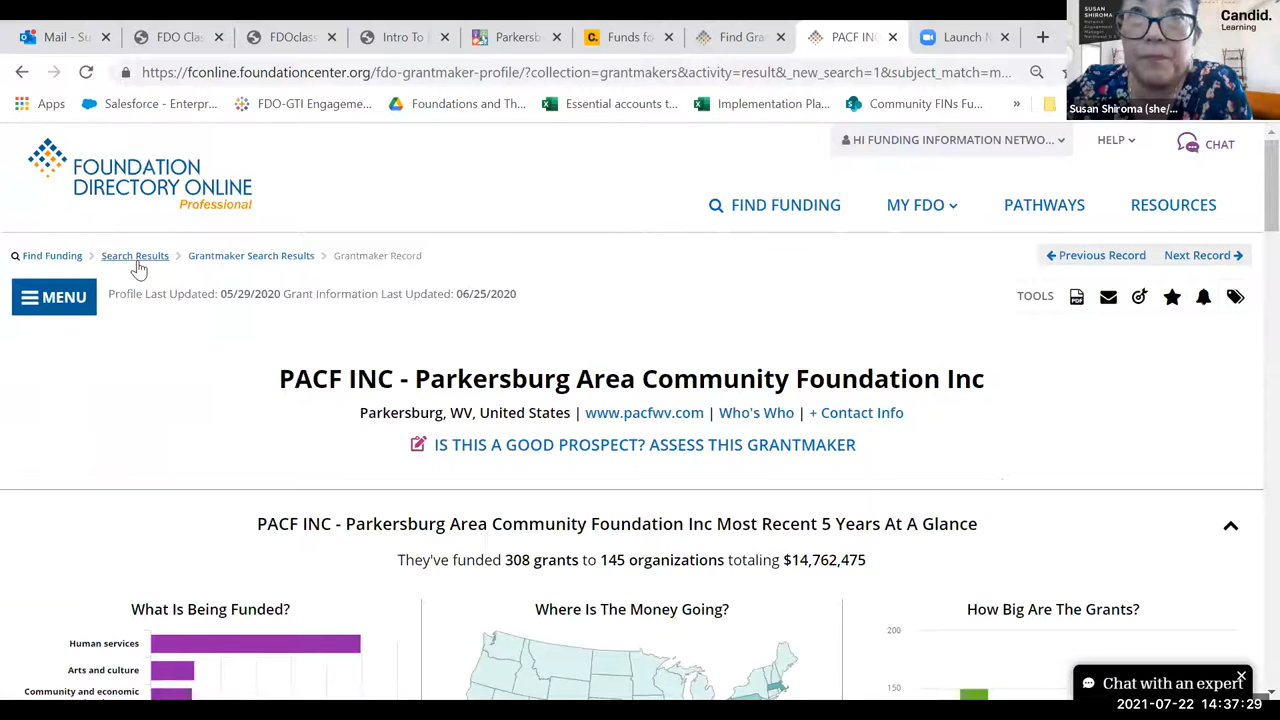 Mail - Su
FDO Clas
FDOclass
Parkers
Funds
Find Gra
PACF IN
Launch
https://fconline.foundationcenter.org/fdo-grantmaker-profile/?collection=grantmakers&activity=result&_new_search=1&subject_match=m...
Apps
Salesforce - Enterpr...
FDO-GTI Engageme...
Foundations and Th...
Essential accounts t...
Implementation Pla...
Community FINs Fu...
»
SUSAN
SHIROMA
Candid.
Learning
Susan Shiroma (she/...
FOUNDATION
DIRECTORY ONLINE
Professional
HI FUNDING INFORMATION NETWO...
HELP
CHAT
FIND FUNDING
MY FDO
PATHWAYS
RESOURCES
Find Funding > Search Results > Grantmaker Search Results > Grantmaker Record
Previous Record
Next Record
MENU
Profile Last Updated: 05/29/2020 Grant Information Last Updated: 06/25/2020
TOOLS
PACF INC - Parkersburg Area Community Foundation Inc
Parkersburg, WV, United States | www.pacfwv.com | Who's Who | + Contact Info
IS THIS A GOOD PROSPECT? ASSESS THIS GRANTMAKER
PACF INC - Parkersburg Area Community Foundation Inc Most Recent 5 Years At A Glance
They've funded 308 grants to 145 organizations totaling $14,762,475
What Is Being Funded?
Human services
Arts and culture
Community and economic
Where Is The Money Going?
How Big Are The Grants?
200
150
Chat with an expert
2021-07-22 14:37:29